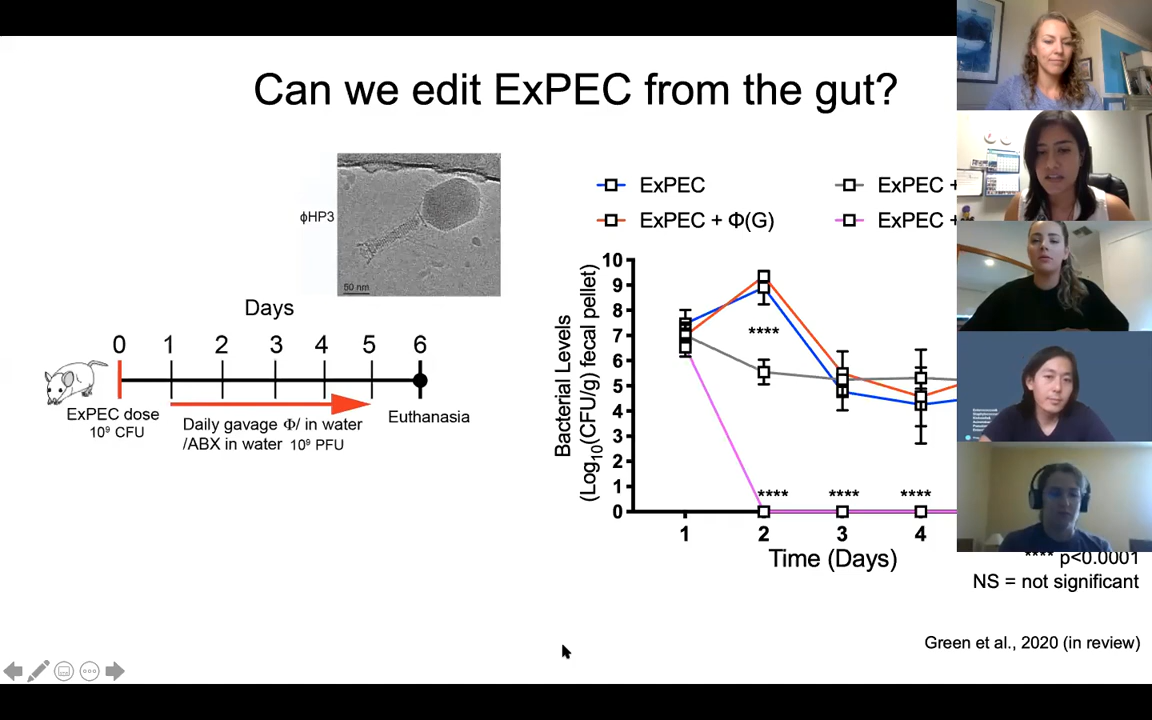 Can we edit ExPEC from the gut?
ϕHP3
50 nm
Days
0 1 2 3 4 5 6
ExPEC dose
10⁹ CFU
Daily gavage Φ/ in water
/ABX in water 10⁹ PFU
Euthanasia
ExPEC
ExPEC +
ExPEC + Φ(G)
ExPEC +
Bacterial Levels
(Log₁₀(CFU/g) fecal pellet)
10
9
8
7
6
5
4
3
2
1
0
****
**** **** ****
1 2 3 4
Time (Days)
**** p<0.0001
NS = not significant
Green et al., 2020 (in review)